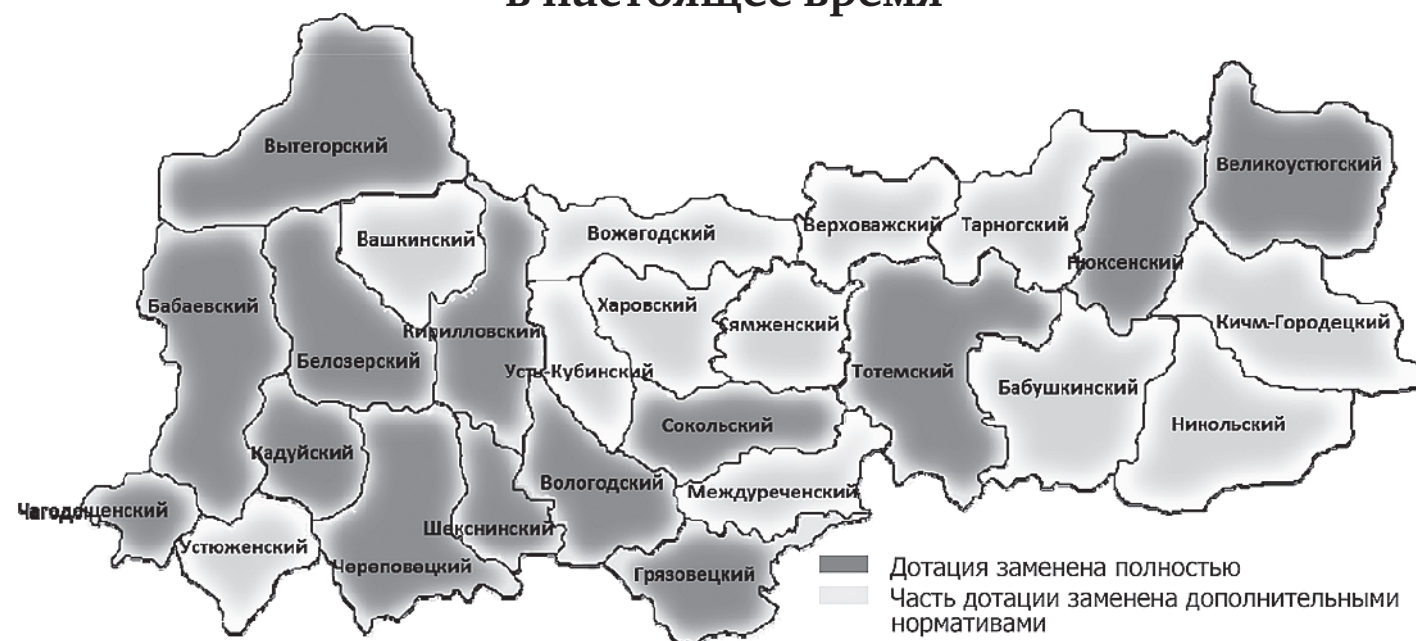 в настоящее время
Вытегорский
Великоустюгский
Вашкинский
Вожегодский
Верховажский
Тарногский
Нюксенский
Бабаевский
Харовский
Сямженский
Кичм-Городецкий
Кирилловский
Белозерский
Усть-Кубинский
Тотемский
Бабушкинский
Сокольский
Никольский
Кадуйский
Вологодский
Междуреченский
Чагодощенский
Шекснинский
Устюженский
Череповецкий
Грязовецкий
Дотация заменена полностью
Часть дотации заменена дополнительными
нормативами